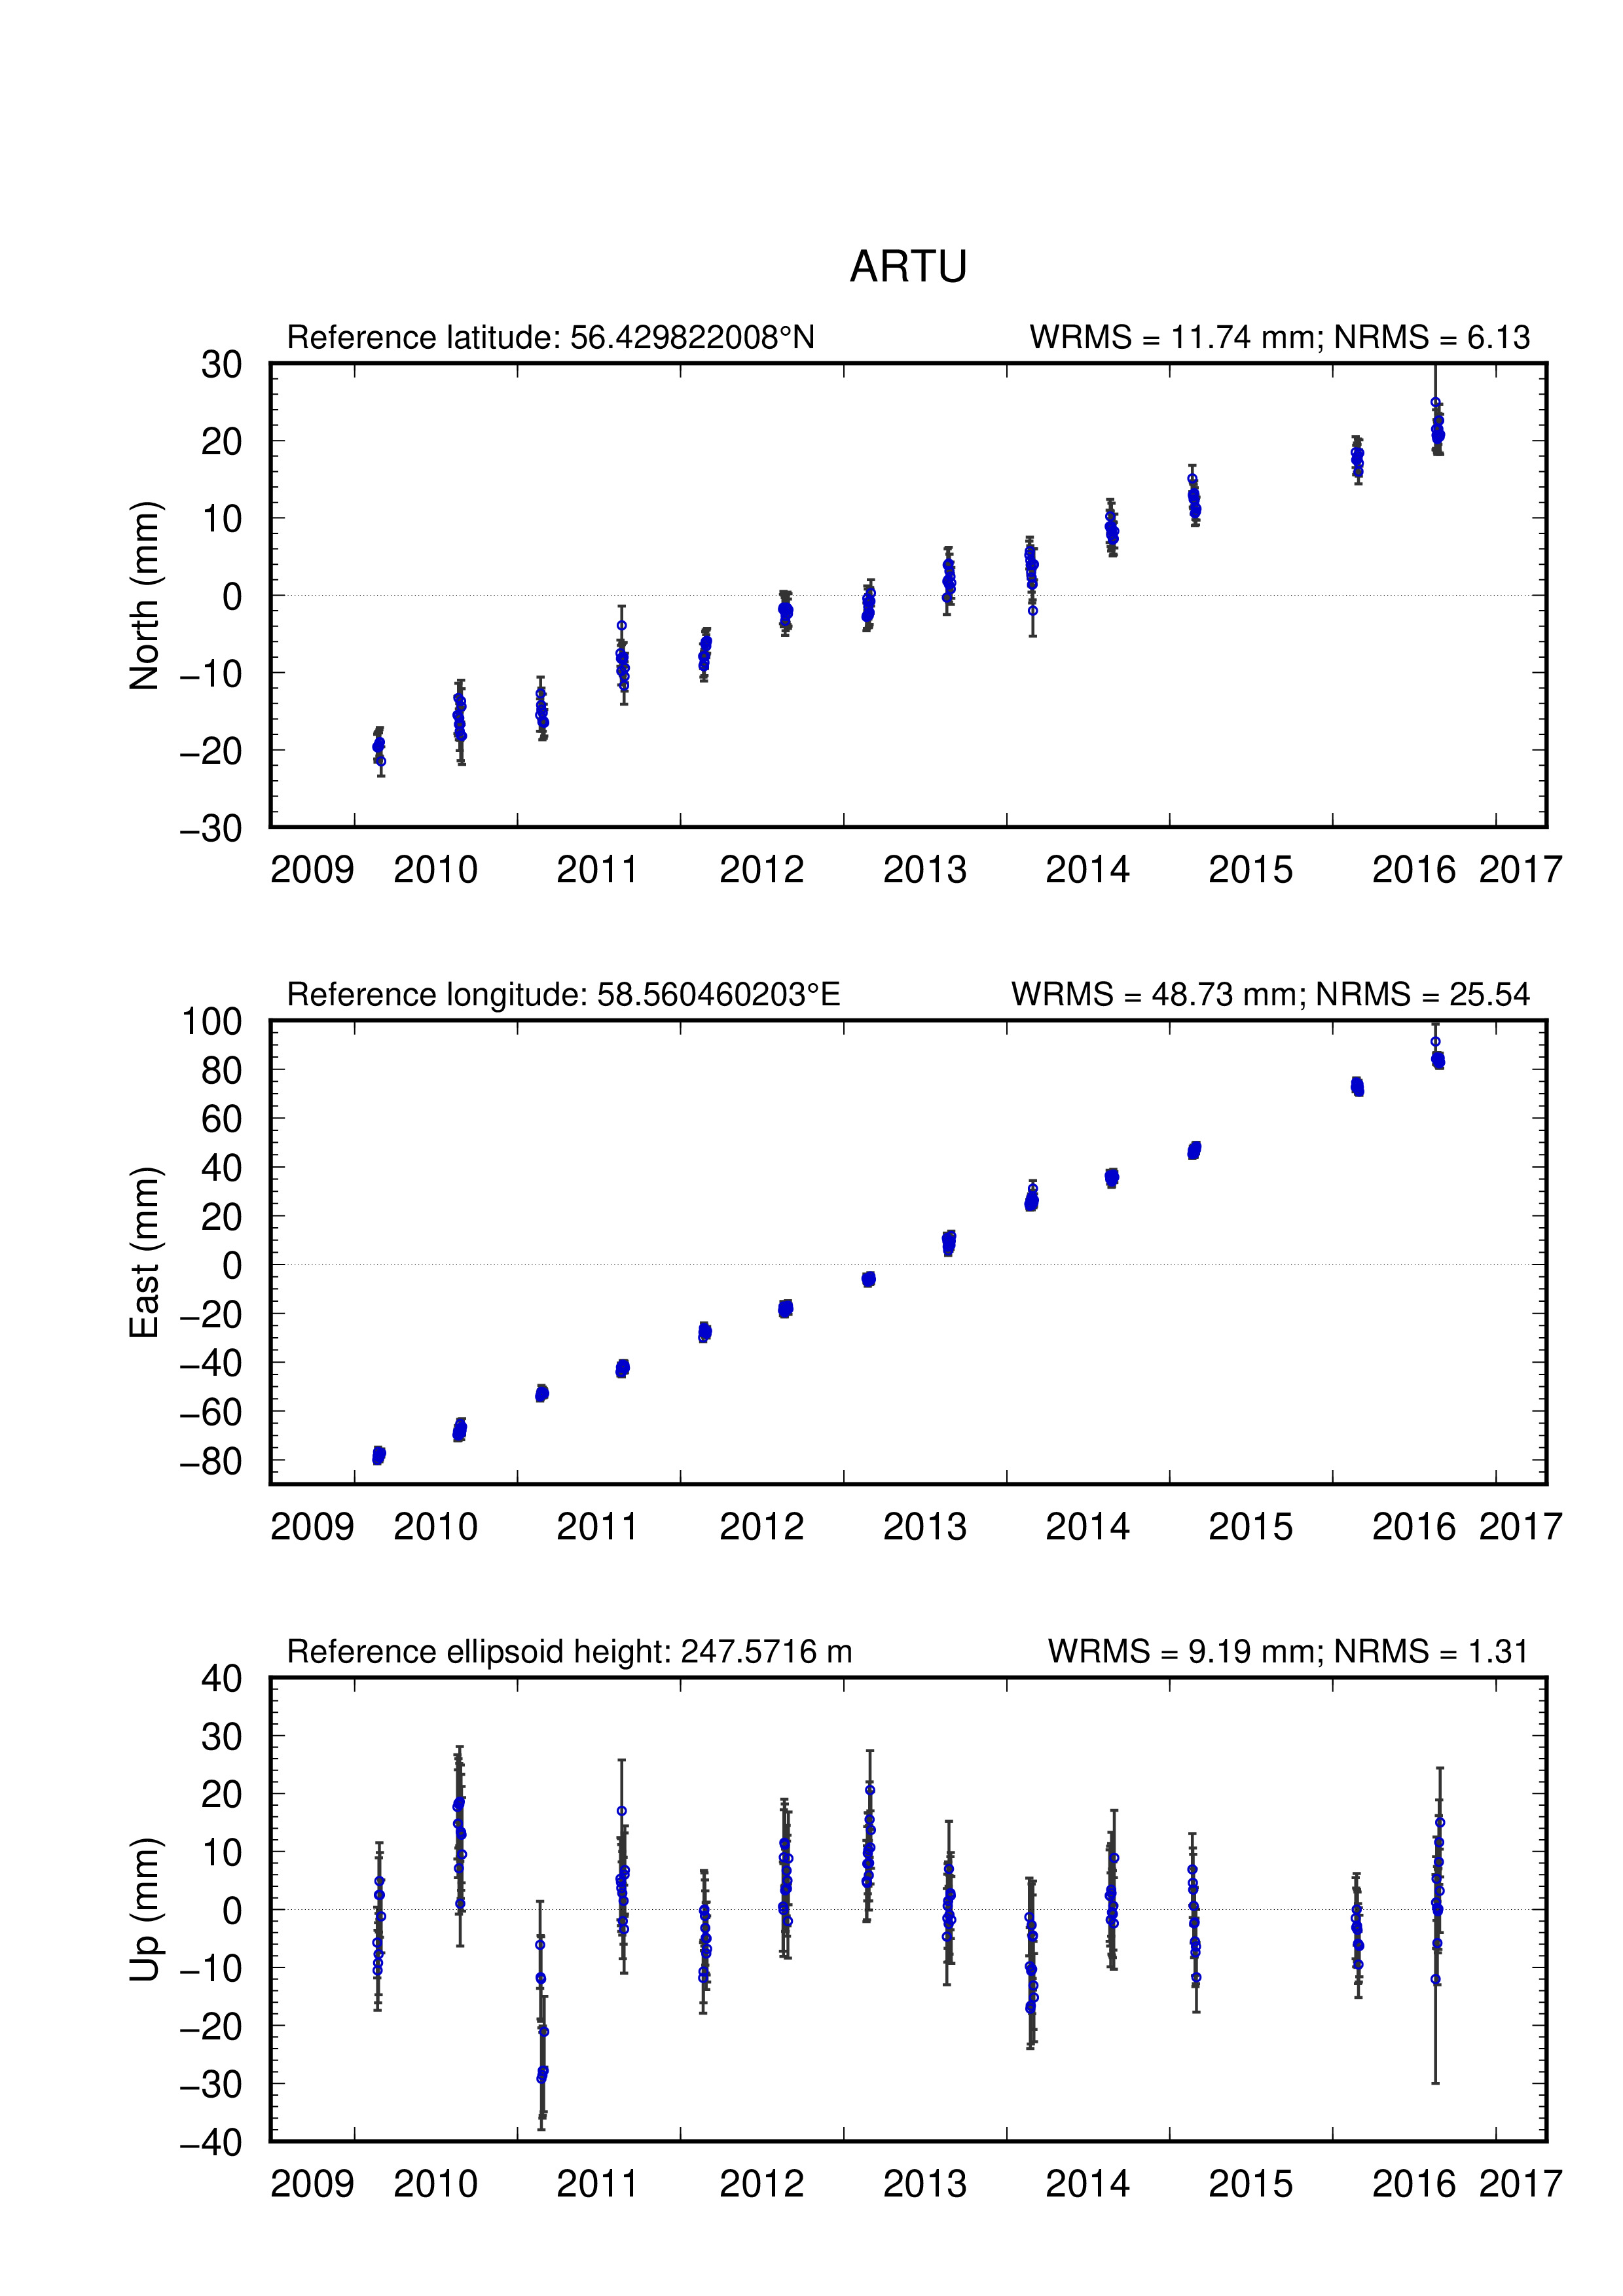 ARTU
Reference latitude: 56.429822008°N WRMS = 11.74 mm; NRMS = 6.13
30
20
10
0
−10
−20
−30
North (mm)
2009 2010 2011 2012 2013 2014 2015 2016 2017
Reference longitude: 58.560460203°E WRMS = 48.73 mm; NRMS = 25.54
100
80
60
40
20
0
−20
−40
−60
−80
East (mm)
2009 2010 2011 2012 2013 2014 2015 2016 2017
Reference ellipsoid height: 247.5716 m WRMS = 9.19 mm; NRMS = 1.31
40
30
20
10
0
−10
−20
−30
−40
Up (mm)
2009 2010 2011 2012 2013 2014 2015 2016 2017